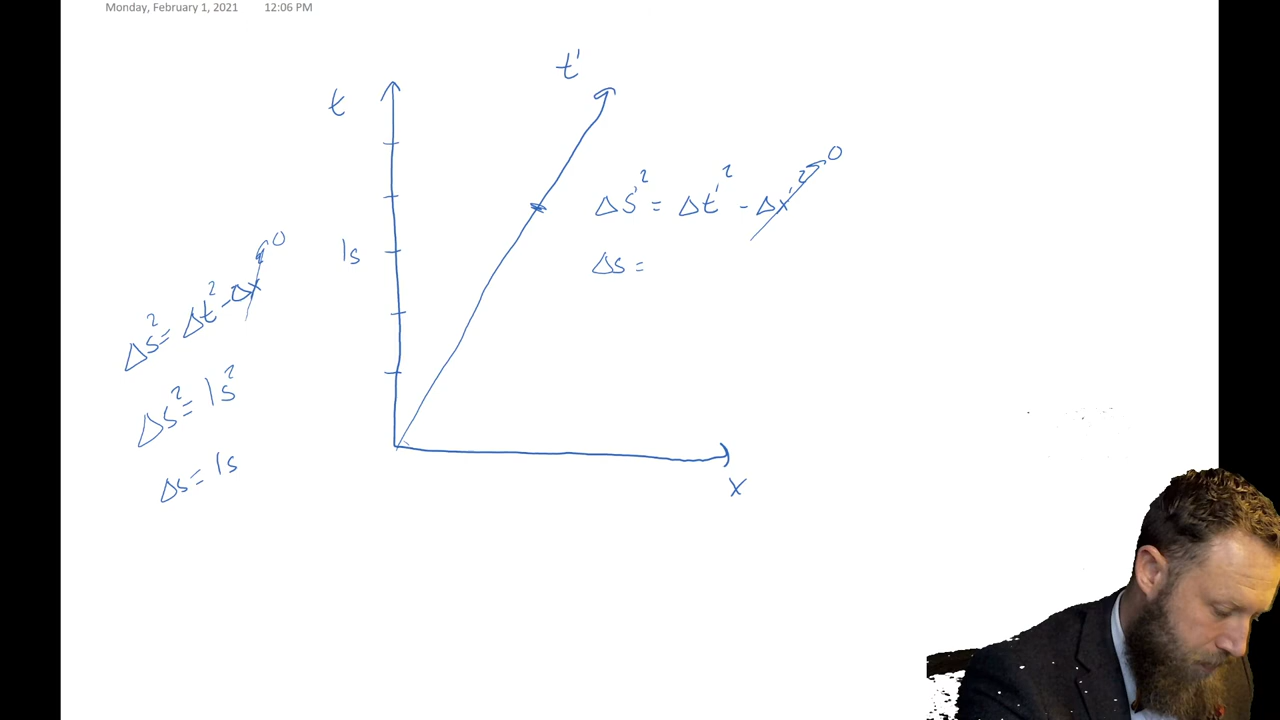 Monday, February 1, 2021 12:06 PM
t'
t
Δs'² = Δt'² - Δx'² 0
1s
Δs =
Δs² = Δt² - Δx² 0
Δs² = 1s²
Δs = 1s
x